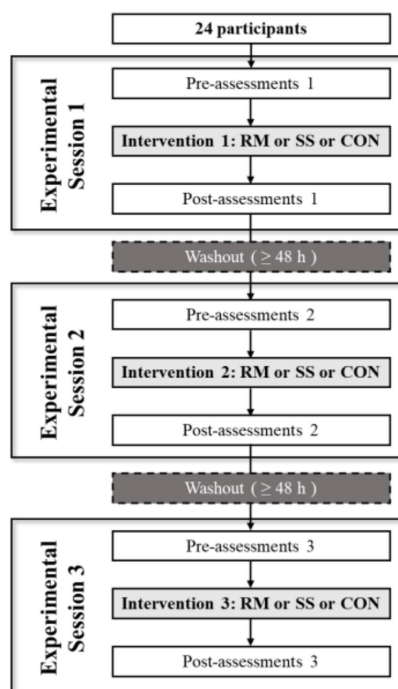 24 participants
Experimental
Session 1
Pre-assessments 1
Intervention 1: RM or SS or CON
Post-assessments 1
Washout ( ≥ 48 h )
Experimental
Session 2
Pre-assessments 2
Intervention 2: RM or SS or CON
Post-assessments 2
Washout ( ≥ 48 h )
Experimental
Session 3
Pre-assessments 3
Intervention 3: RM or SS or CON
Post-assessments 3